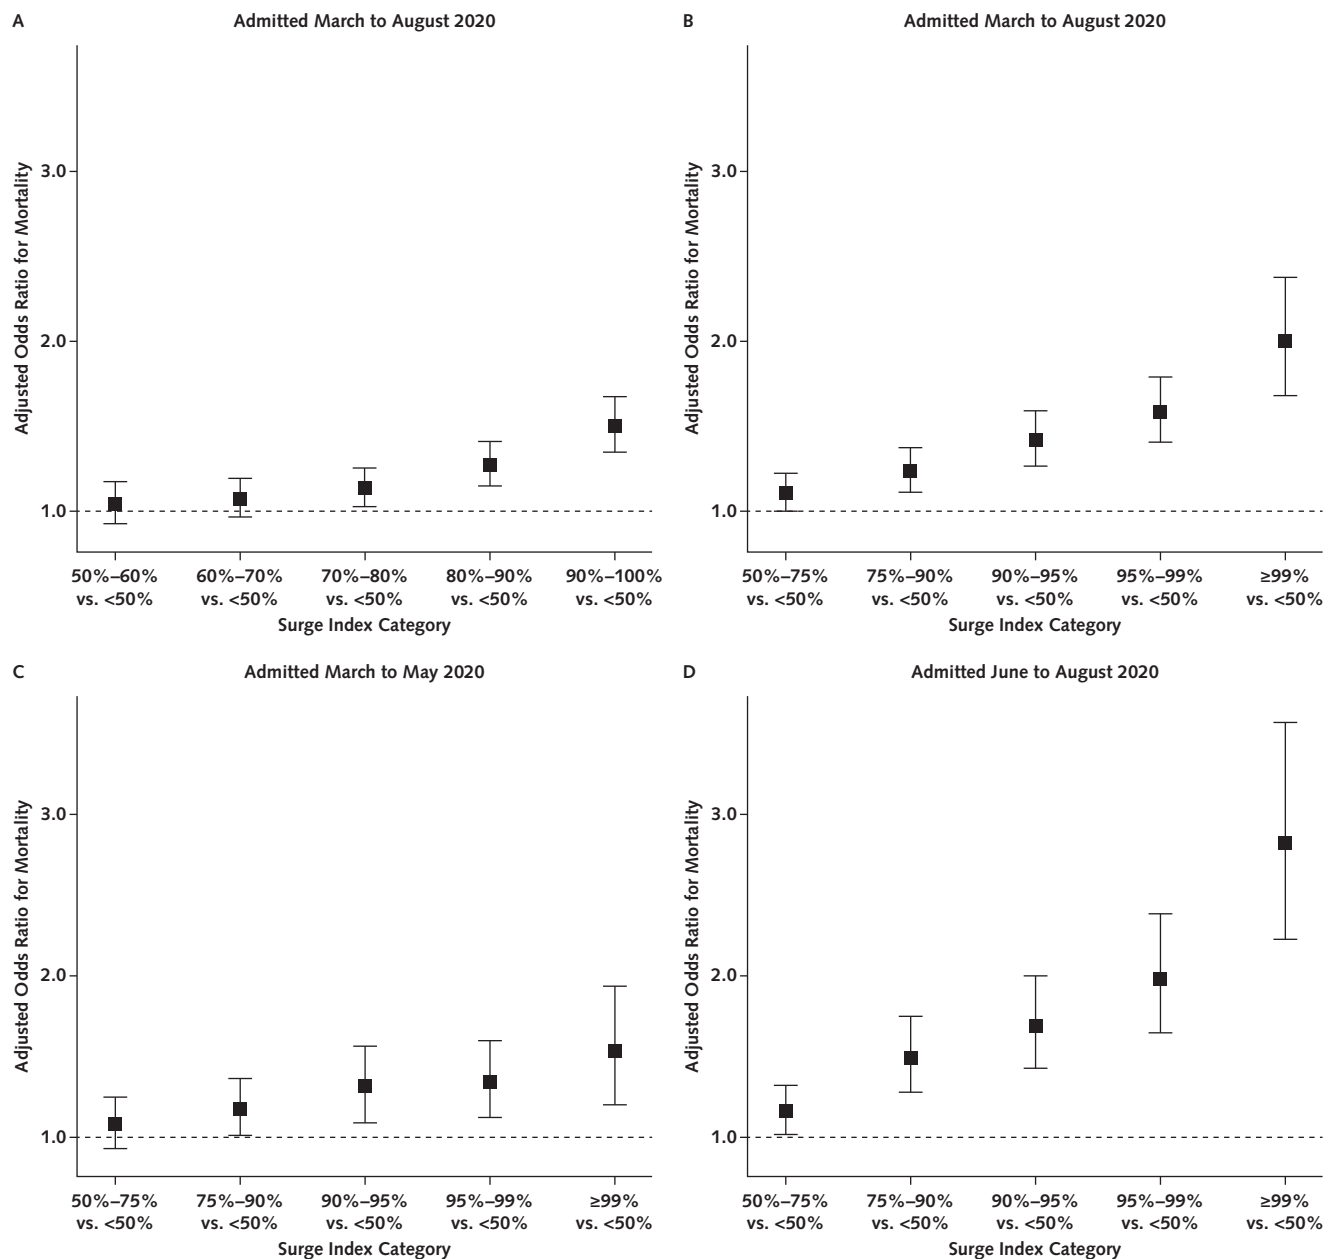 A
Admitted March to August 2020
Adjusted Odds Ratio for Mortality
3.0
2.0
1.0
50%–60% 60%–70% 70%–80% 80%–90% 90%–100%
vs. <50% vs. <50% vs. <50% vs. <50% vs. <50%
Surge Index Category
B
Admitted March to August 2020
Adjusted Odds Ratio for Mortality
3.0
2.0
1.0
50%–75% 75%–90% 90%–95% 95%–99% ≥99%
vs. <50% vs. <50% vs. <50% vs. <50% vs. <50%
Surge Index Category
C
Admitted March to May 2020
Adjusted Odds Ratio for Mortality
3.0
2.0
1.0
50%–75% 75%–90% 90%–95% 95%–99% ≥99%
vs. <50% vs. <50% vs. <50% vs. <50% vs. <50%
Surge Index Category
D
Admitted June to August 2020
Adjusted Odds Ratio for Mortality
3.0
2.0
1.0
50%–75% 75%–90% 90%–95% 95%–99% ≥99%
vs. <50% vs. <50% vs. <50% vs. <50% vs. <50%
Surge Index Category